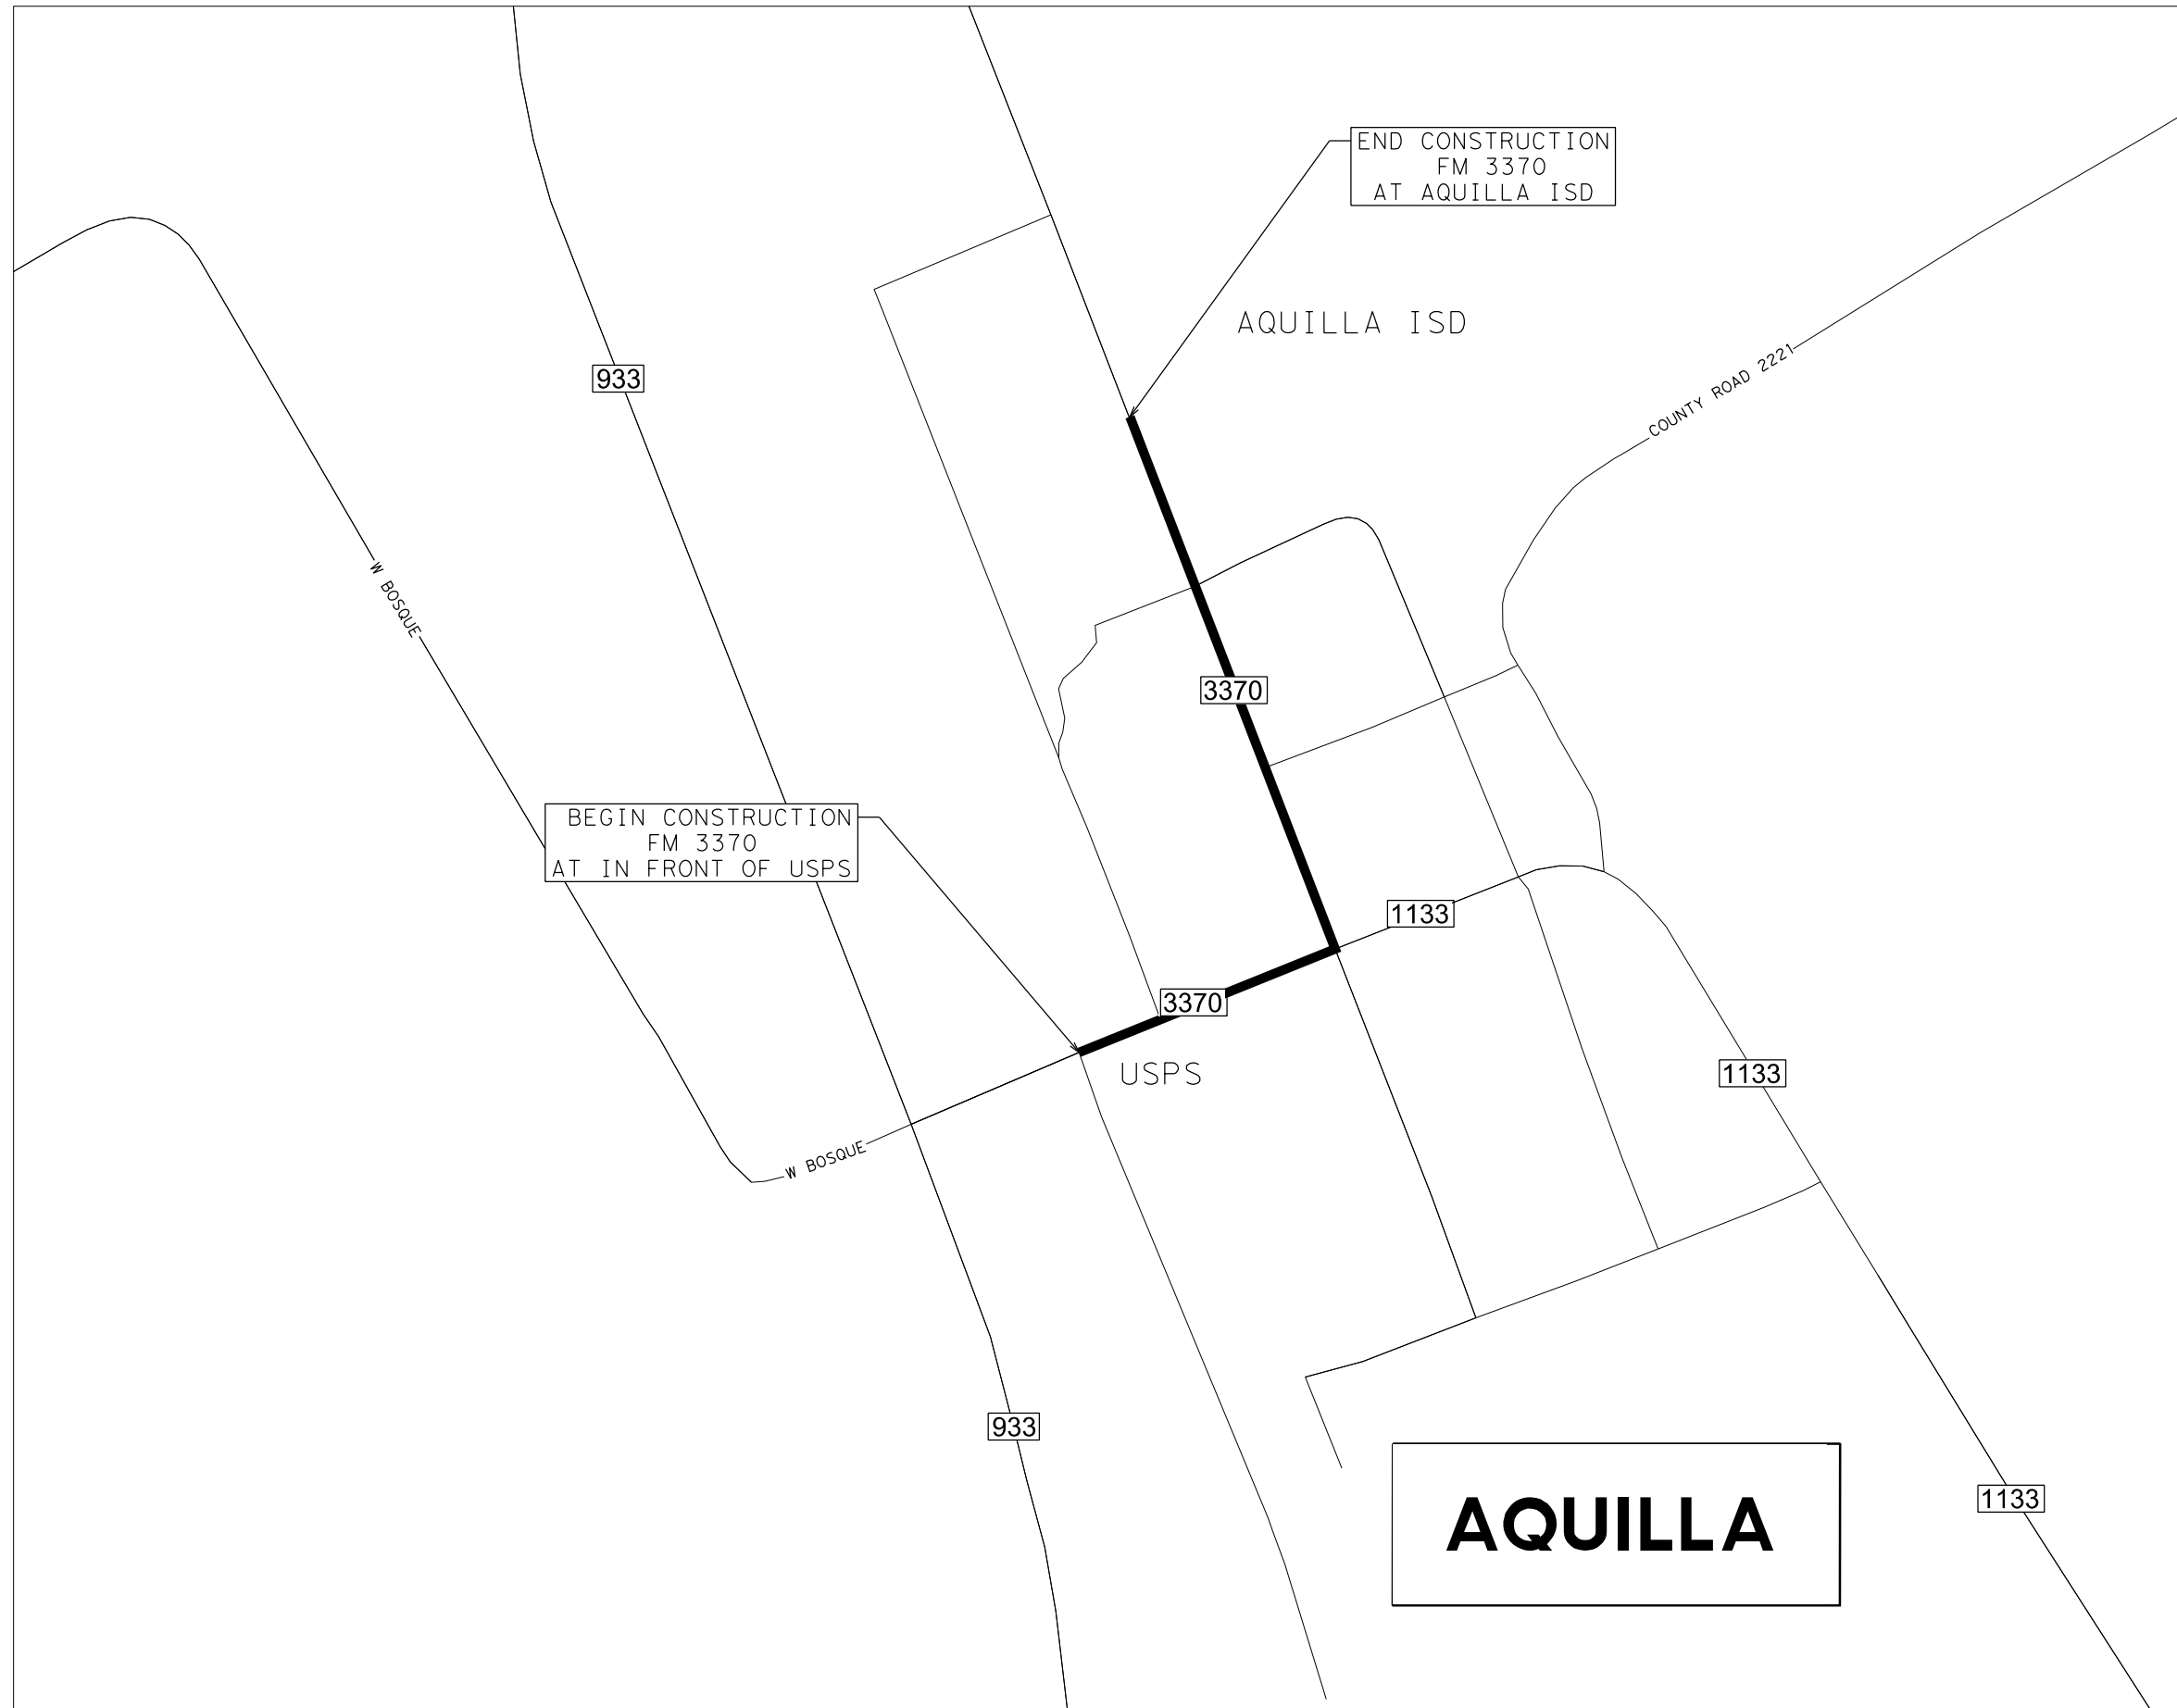 END CONSTRUCTION
FM 3370
AT AQUILLA ISD
AQUILLA ISD
COUNTY ROAD 2221
933
W BOSQUE
3370
BEGIN CONSTRUCTION
FM 3370
AT IN FRONT OF USPS
1133
3370
USPS
1133
W BOSQUE
933
1133
AQUILLA